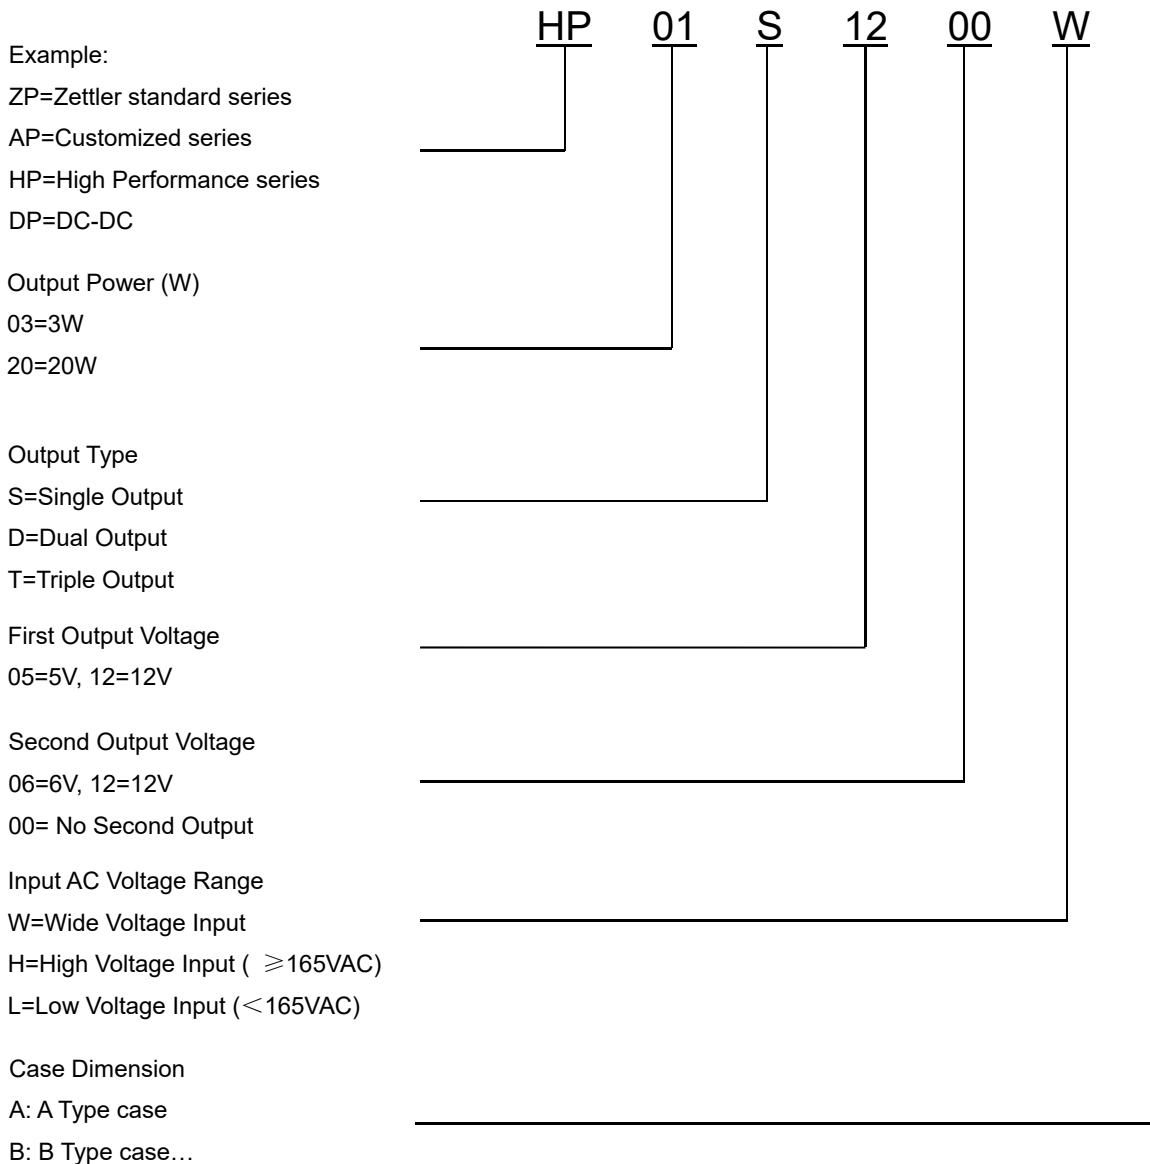 HP 01 S 12 00 W
Example:
ZP=Zettler standard series
AP=Customized series
HP=High Performance series
DP=DC-DC
Output Power (W)
03=3W
20=20W
Output Type
S=Single Output
D=Dual Output
T=Triple Output
First Output Voltage
05=5V, 12=12V
Second Output Voltage
06=6V, 12=12V
00= No Second Output
Input AC Voltage Range
W=Wide Voltage Input
H=High Voltage Input ( ≥165VAC)
L=Low Voltage Input (<165VAC)
Case Dimension
A: A Type case
B: B Type case…